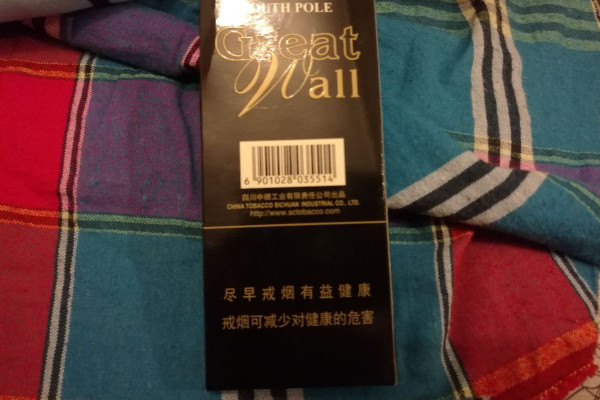 SOUTH POLE
Great
Wall
6 901028 035514
四川中烟工业有限责任公司出品
CHINA TOBACCO SICHUAN INDUSTRIAL CO., LTD.
http://www.sctobacco.com
尽早戒烟有益健康
戒烟可减少对健康的危害